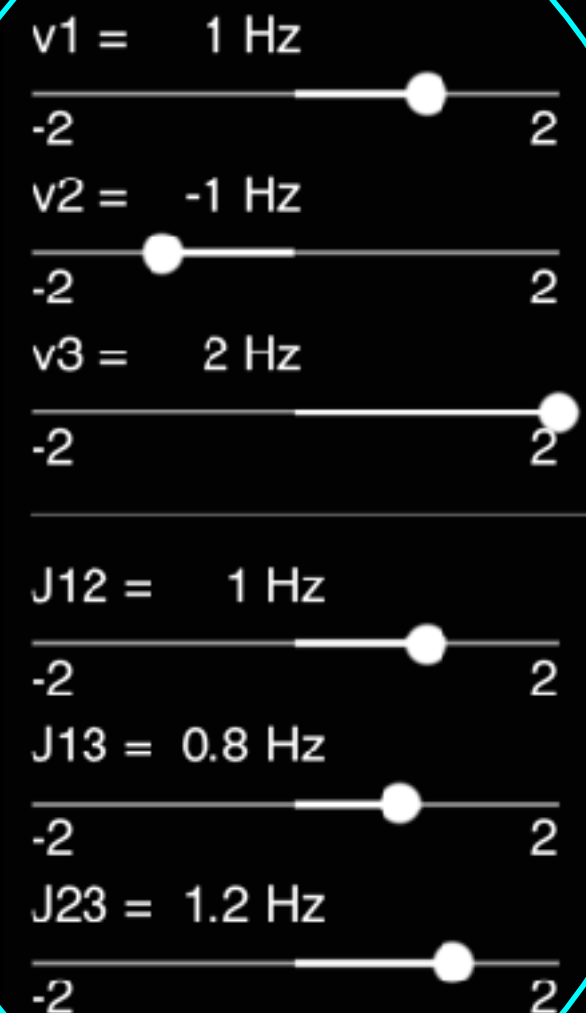 v1 = 1 Hz
-2 2
v2 = -1 Hz
-2 2
v3 = 2 Hz
-2 2
J12 = 1 Hz
-2 2
J13 = 0.8 Hz
-2 2
J23 = 1.2 Hz
-2 2